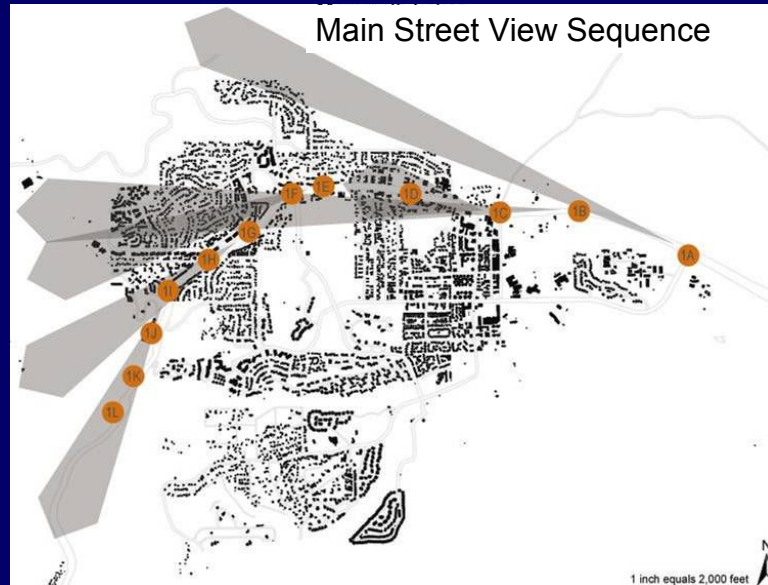 Main Street View Sequence
1E
1F
1D
1C
1B
1G
1A
1H
1I
1J
1K
1L
N
1 inch equals 2,000 feet